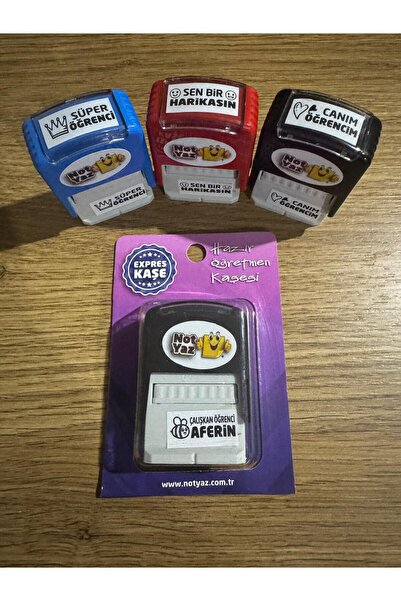 SÜPER
ÖĞRENCİ
Not
Yaz
SÜPER
ÖĞRENCİ
SEN BİR
HARİKASIN
Not
Yaz
SEN BİR
HARİKASIN
CANIM
ÖĞRENCİM
Not
Yaz
CANIM
ÖĞRENCİM
EXPRES
KAŞE
Hazır
Öğretmen
Kaşesi
Not
Yaz
ÇALIŞKAN ÖĞRENCİ
AFERİN
www.notyaz.com.tr